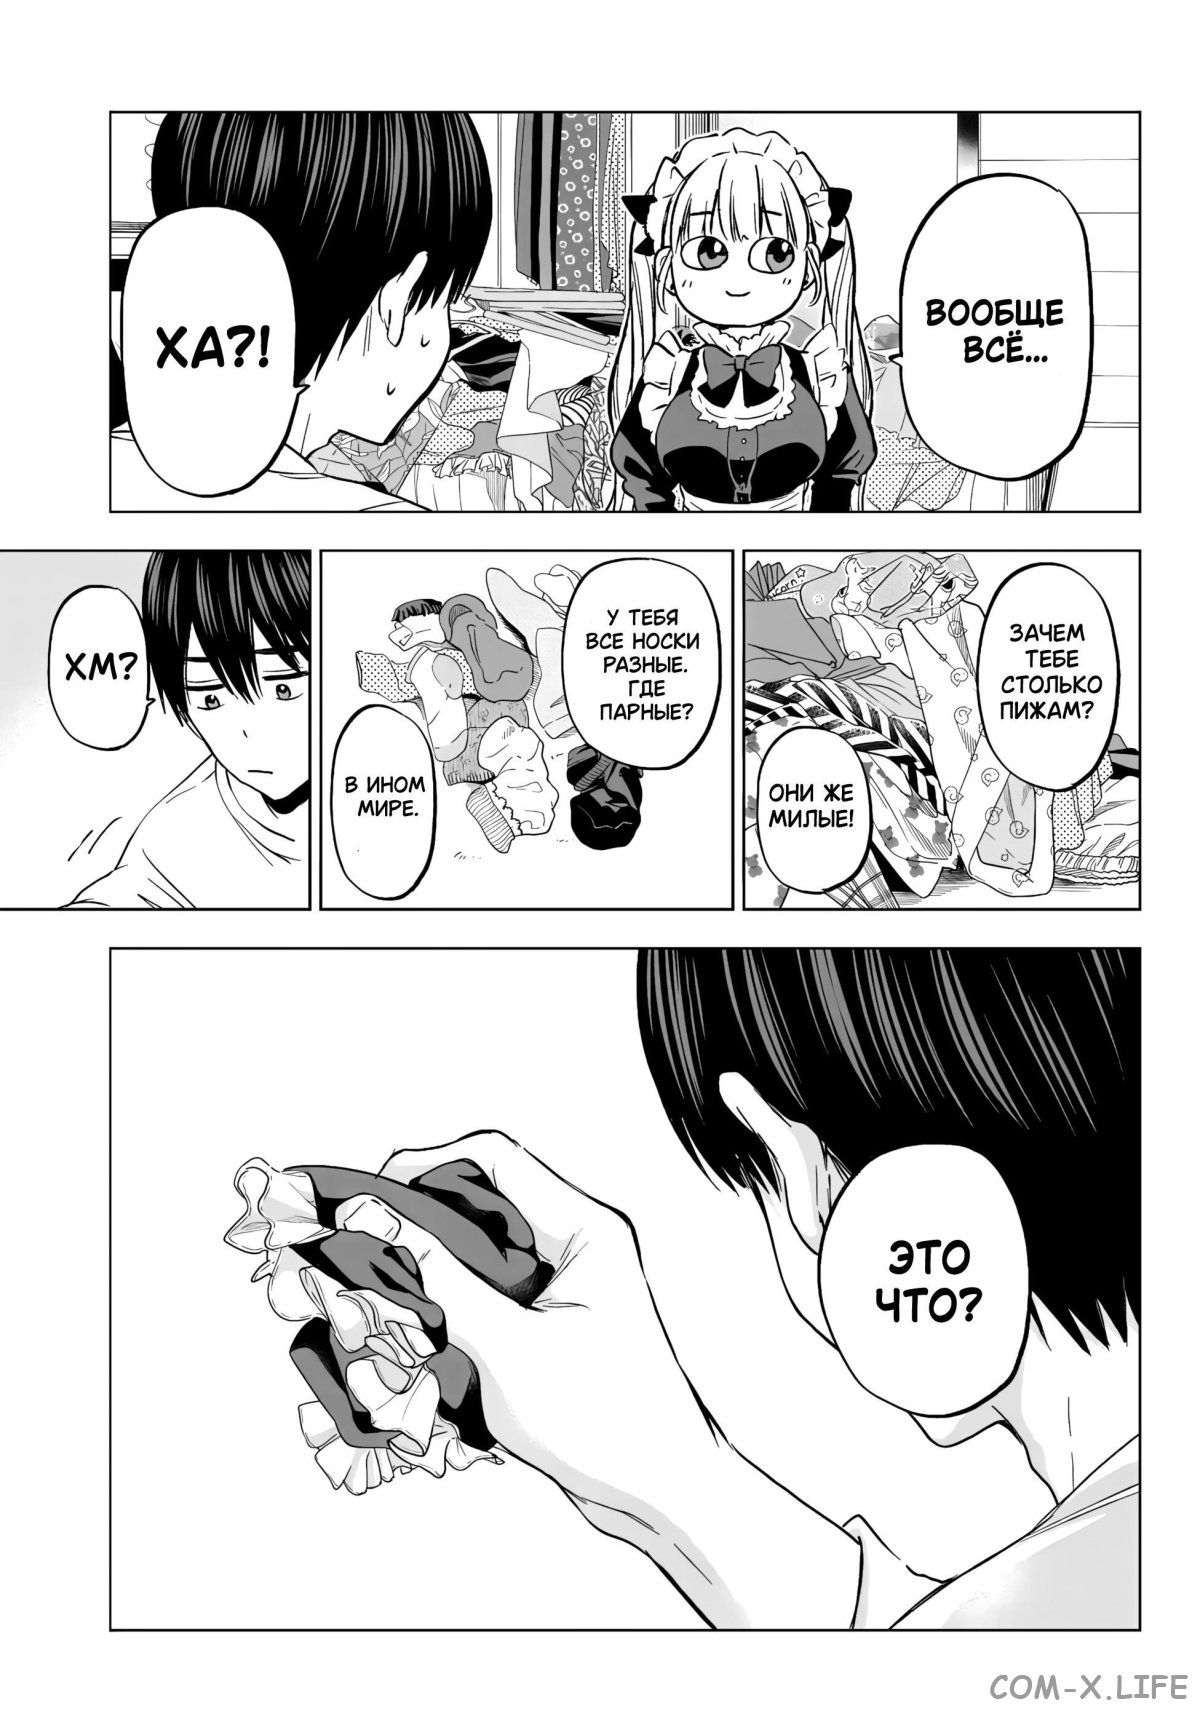 ВООБЩЕ
ВСЁ...
ХА?!
ЗАЧЕМ
ТЕБЕ
СТОЛЬКО
ПИЖАМ?
ОНИ ЖЕ
МИЛЫЕ!
У ТЕБЯ
ВСЕ НОСКИ
РАЗНЫЕ.
ГДЕ
ПАРНЫЕ?
В ИНОМ
МИРЕ.
ХМ?
ЭТО
ЧТО?
COM-X.LIFE